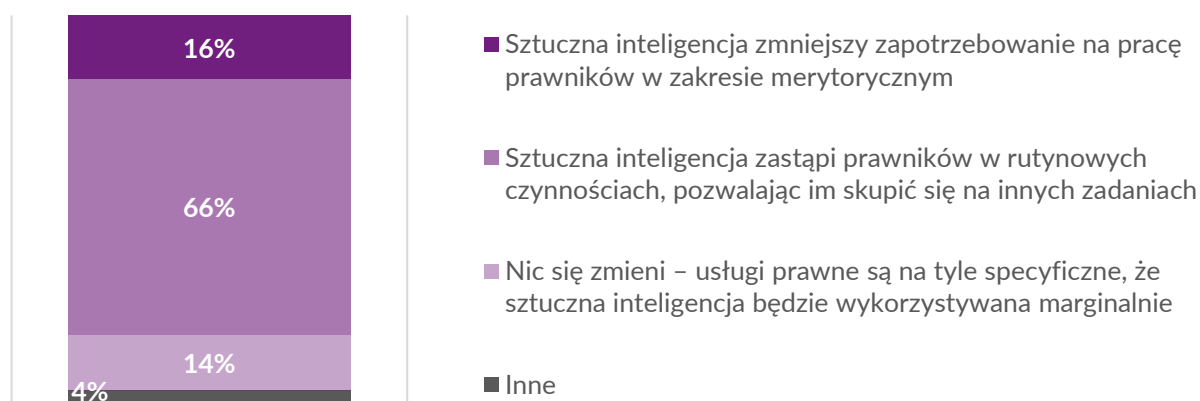 16%
66%
14%
4%
Sztuczna inteligencja zmniejszy zapotrzebowanie na pracę
prawników w zakresie merytorycznym
Sztuczna inteligencja zastąpi prawników w rutynowych
czynnościach, pozwalając im skupić się na innych zadaniach
Nic się zmieni – usługi prawne są na tyle specyficzne, że
sztuczna inteligencja będzie wykorzystywana marginalnie
Inne